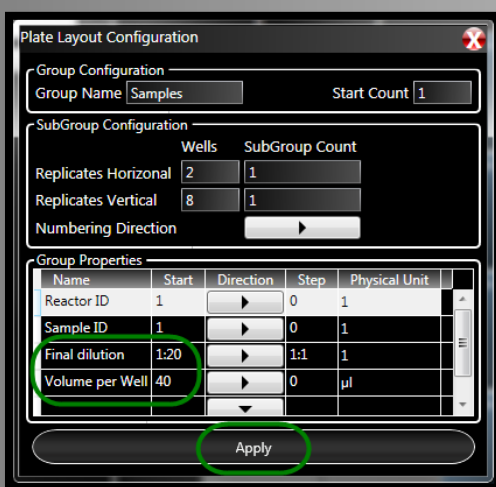 Plate Layout Configuration
Group Configuration
Group Name Samples Start Count 1
SubGroup Configuration
Wells SubGroup Count
Replicates Horizonal 2 1
Replicates Vertical 8 1
Numbering Direction
Group Properties
Name Start Direction Step Physical Unit
Reactor ID 1 0 1
Sample ID 1 0 1
Final dilution 1:20 1:1 1
Volume per Well 40 0 µl
Apply